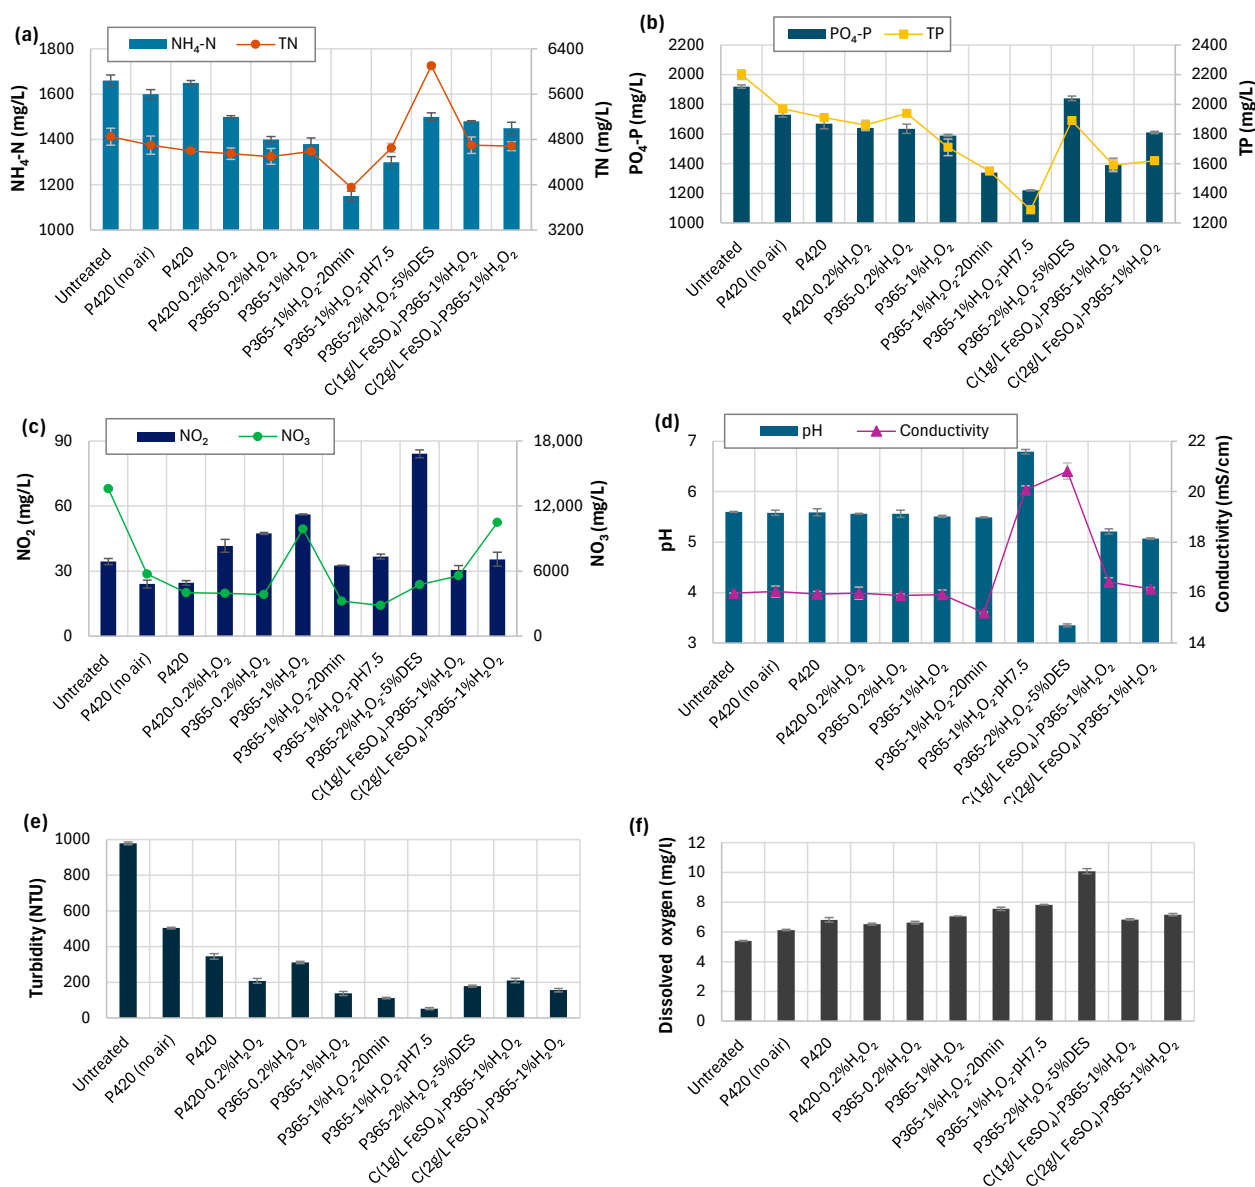 (a)
NH₄-N
TN
1800
1600
1400
1200
1000
NH₄-N (mg/L)
6400
5600
4800
4000
3200
TN (mg/L)
Untreated
P420 (no air)
P420
P420-0.2%H₂O₂
P365-0.2%H₂O₂
P365-1%H₂O₂
P365-1%H₂O₂-20min
P365-1%H₂O₂-pH7.5
P365-2%H₂O₂-5%DES
C(1g/L FeSO₄)-P365-1%H₂O₂
C(2g/L FeSO₄)-P365-1%H₂O₂
(b)
PO₄-P
TP
2200
2000
1800
1600
1400
1200
1000
PO₄-P (mg/L)
2400
2200
2000
1800
1600
1400
1200
TP (mg/L)
Untreated
P420 (no air)
P420
P420-0.2%H₂O₂
P365-0.2%H₂O₂
P365-1%H₂O₂
P365-1%H₂O₂-20min
P365-1%H₂O₂-pH7.5
P365-2%H₂O₂-5%DES
C(1g/L FeSO₄)-P365-1%H₂O₂
C(2g/L FeSO₄)-P365-1%H₂O₂
(c)
NO₂
NO₃
90
60
30
0
NO₂ (mg/L)
18,000
12,000
6000
0
NO₃ (mg/L)
Untreated
P420 (no air)
P420
P420-0.2%H₂O₂
P365-0.2%H₂O₂
P365-1%H₂O₂
P365-1%H₂O₂-20min
P365-1%H₂O₂-pH7.5
P365-2%H₂O₂-5%DES
C(1g/L FeSO₄)-P365-1%H₂O₂
C(2g/L FeSO₄)-P365-1%H₂O₂
(d)
pH
Conductivity
7
6
5
4
3
pH
22
20
18
16
14
Conductivity (mS/cm)
Untreated
P420 (no air)
P420
P420-0.2%H₂O₂
P365-0.2%H₂O₂
P365-1%H₂O₂
P365-1%H₂O₂-20min
P365-1%H₂O₂-pH7.5
P365-2%H₂O₂-5%DES
C(1g/L FeSO₄)-P365-1%H₂O₂
C(2g/L FeSO₄)-P365-1%H₂O₂
(e)
1000
800
600
400
200
0
Turbidity (NTU)
Untreated
P420 (no air)
P420
P420-0.2%H₂O₂
P365-0.2%H₂O₂
P365-1%H₂O₂
P365-1%H₂O₂-20min
P365-1%H₂O₂-pH7.5
P365-2%H₂O₂-5%DES
C(1g/L FeSO₄)-P365-1%H₂O₂
C(2g/L FeSO₄)-P365-1%H₂O₂
(f)
12
10
8
6
4
2
0
Dissolved oxygen (mg/l)
Untreated
P420 (no air)
P420
P420-0.2%H₂O₂
P365-0.2%H₂O₂
P365-1%H₂O₂
P365-1%H₂O₂-20min
P365-1%H₂O₂-pH7.5
P365-2%H₂O₂-5%DES
C(1g/L FeSO₄)-P365-1%H₂O₂
C(2g/L FeSO₄)-P365-1%H₂O₂